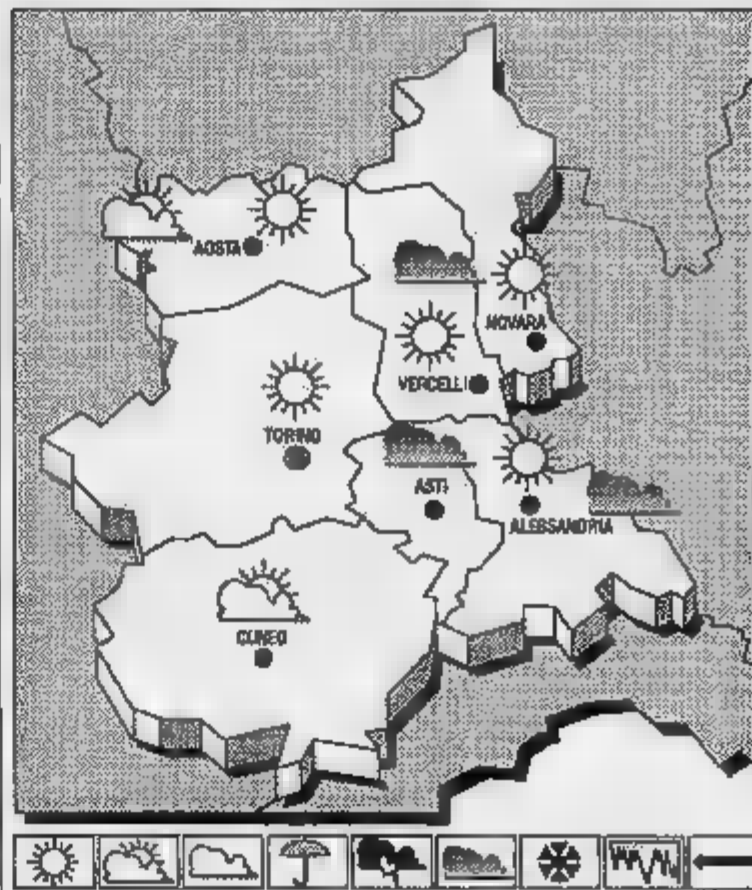 AOSTA
NOVARA
VERCELLI
TORINO
ASTI
ALESSANDRIA
CUNEO